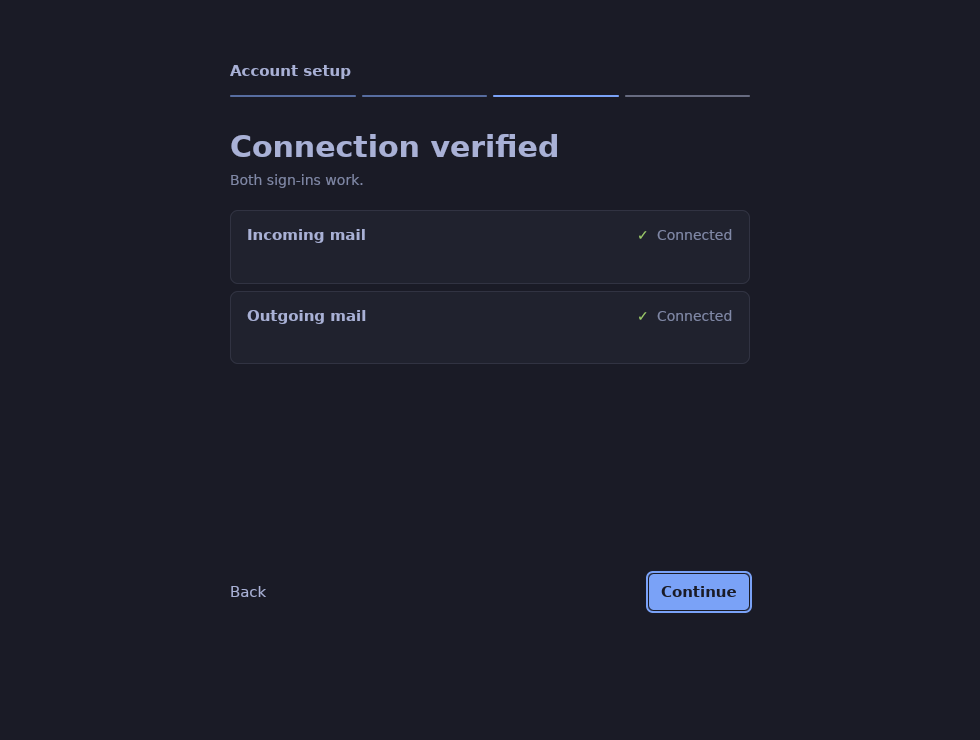 Account setup
Connection verified
Both sign-ins work.
Incoming mail ✓ Connected
Outgoing mail ✓ Connected
Back Continue